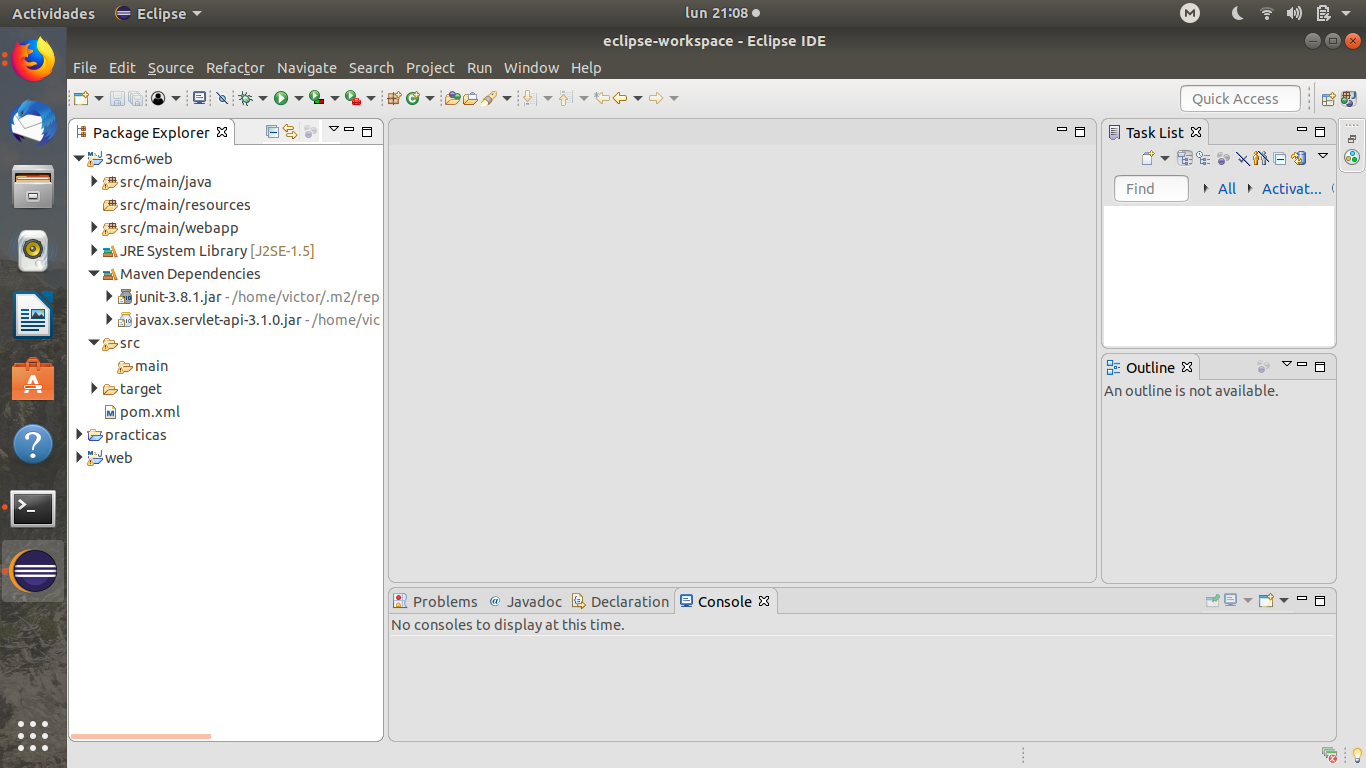 Actividades Eclipse lun 21:08
eclipse-workspace - Eclipse IDE
File Edit Source Refactor Navigate Search Project Run Window Help
Quick Access
Package Explorer
3cm6-web
src/main/java
src/main/resources
src/main/webapp
JRE System Library [J2SE-1.5]
Maven Dependencies
junit-3.8.1.jar - /home/victor/.m2/rep
javax.servlet-api-3.1.0.jar - /home/vic
src
main
target
pom.xml
practicas
web
Task List
Find All Activat...
Outline
An outline is not available.
Problems Javadoc Declaration Console
No consoles to display at this time.